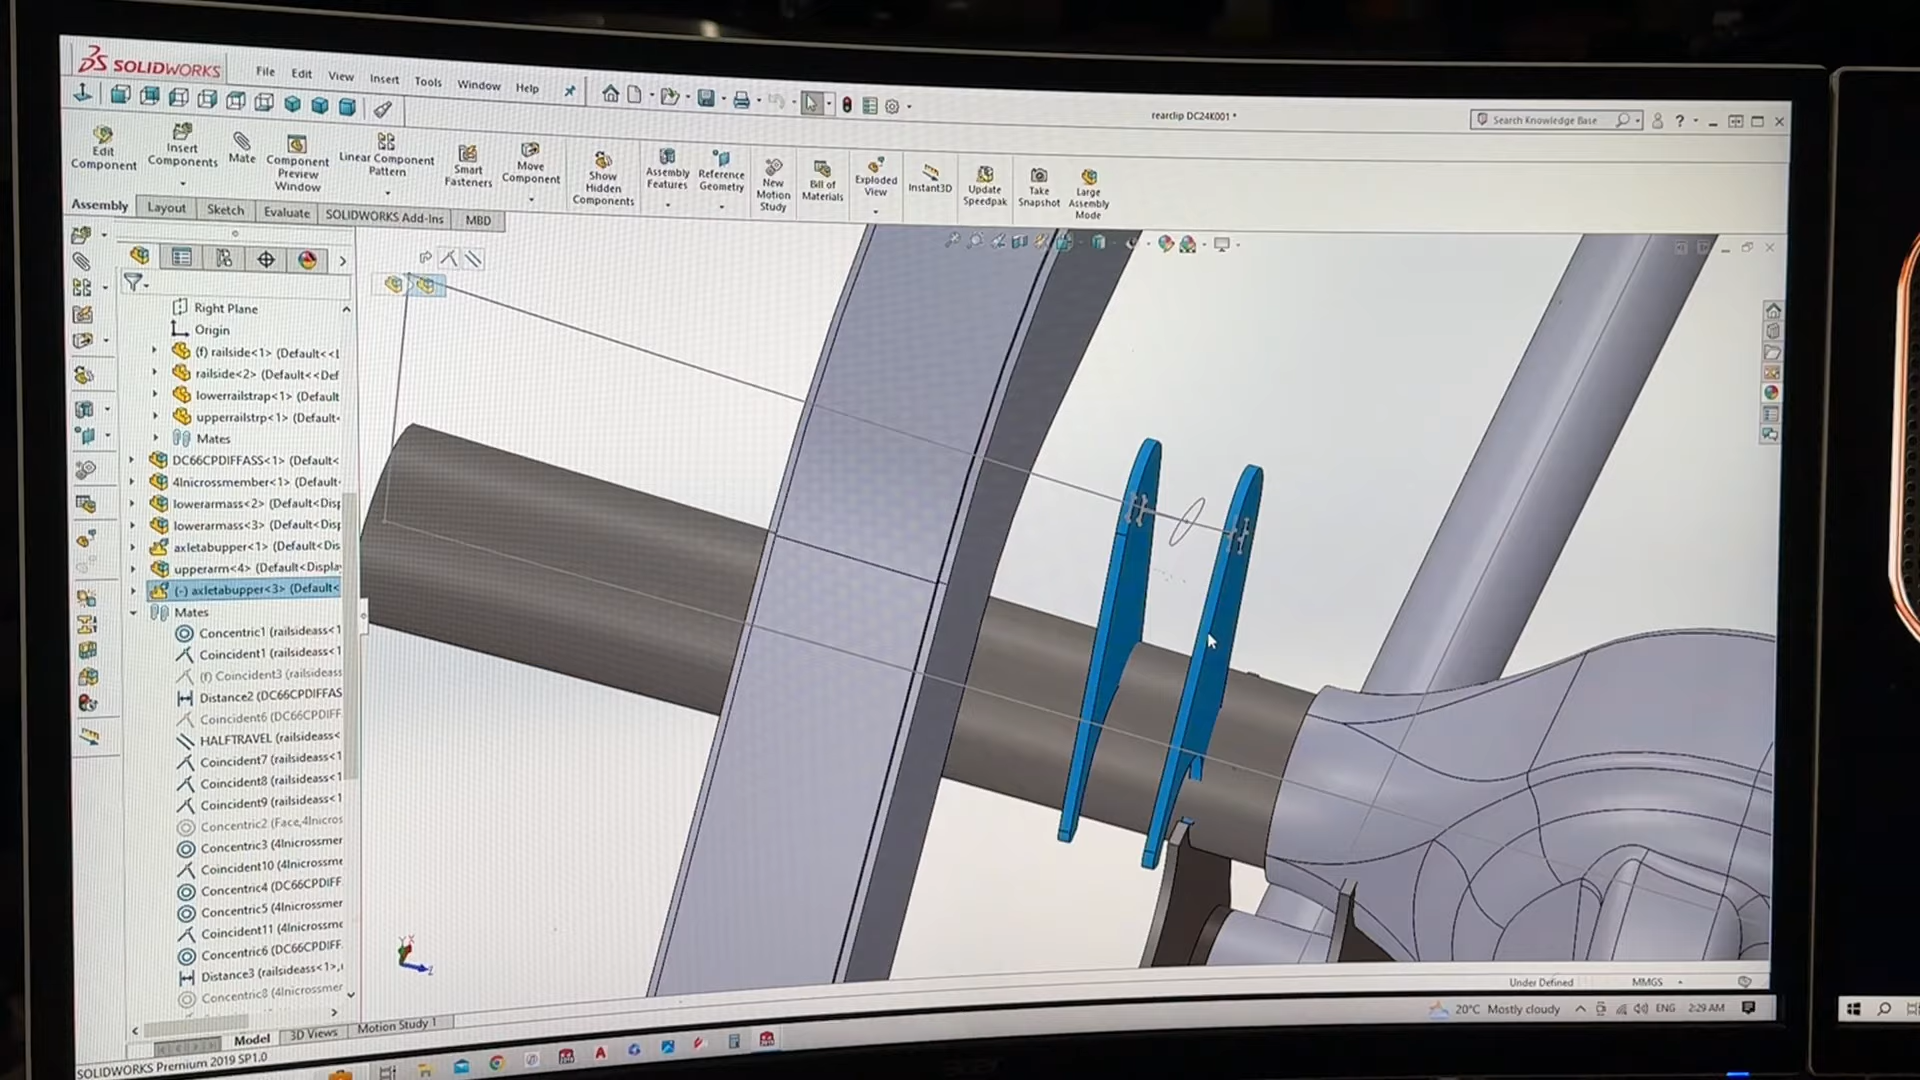 SOLIDWORKS File Edit View Insert Tools Window Help
rearclip DC24K001 *
Search Knowledge Base
Edit Component
Insert Components
Mate
Component Preview Window
Linear Component Pattern
Smart Fasteners
Move Component
Show Hidden Components
Assembly Features
Reference Geometry
New Motion Study
Bill of Materials
Exploded View
Instant3D
Update Speedpak
Take Snapshot
Large Assembly Mode
Assembly Layout Sketch Evaluate SOLIDWORKS Add-Ins MBD
Right Plane
Origin
(f) railside<1> (Default<<
railside<2> (Default<<Def
lowerrailstrap<1> (Default
upperrailstrp<1> (Default
Mates
DC66CPDIFFASS<1> (Default<
4lnicrossmember<1> (Default
lowerarmass<2> (Default<Disp
lowerarmass<3> (Default<Disp
axletabupper<1> (Default<Dis
upperarm<4> (Default<Displa
(-) axletabupper<3> (Default<
Mates
Concentric1 (railsideass<1
Coincident1 (railsideass<1
(f) Coincident3 (railsideass
Distance2 (DC66CPDIFFAS
Coincident6 (DC66CPDIFF
HALFTRAVEL (railsideass<
Coincident7 (railsideass<1
Coincident8 (railsideass<1
Coincident9 (railsideass<1
Concentric2 (Face,4lnicros
Concentric3 (4lnicrossmer
Coincident10 (4lnicrossme
Concentric4 (DC66CPDIFF
Concentric5 (4lnicrossmer
Coincident11 (4lnicrossme
Concentric6 (DC66CPDIFF
Distance3 (railsideass<1>,
Concentric8 (4lnicrossmer
Model 3D Views Motion Study 1
SOLIDWORKS Premium 2019 SP1.0
Under Defined MMGS
20°C Mostly cloudy ENG 2:29 AM